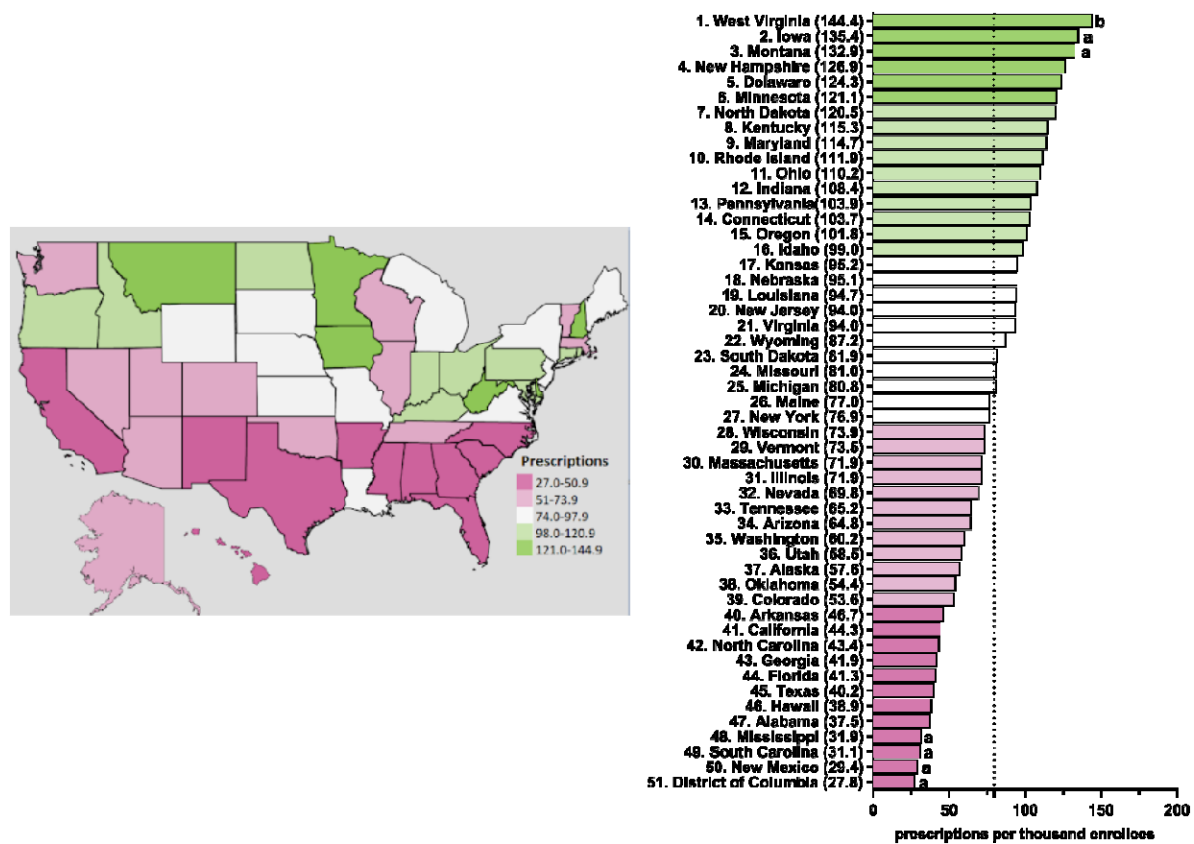 Prescriptions
27.0-50.9
51-73.9
74.0-97.9
98.0-120.9
121.0-144.9
1. West Virginia (144.4) b
2. Iowa (135.4) a
3. Montana (132.9) a
4. New Hampshire (126.9)
5. Delaware (124.3)
6. Minnesota (121.1)
7. North Dakota (120.5)
8. Kentucky (115.3)
9. Maryland (114.7)
10. Rhode Island (111.9)
11. Ohio (110.2)
12. Indiana (108.4)
13. Pennsylvania(103.9)
14. Connecticut (103.7)
15. Oregon (101.8)
16. Idaho (99.0)
17. Kansas (95.2)
18. Nebraska (95.1)
19. Louisiana (94.7)
20. New Jersey (94.0)
21. Virginia (94.0)
22. Wyoming (87.2)
23. South Dakota (81.9)
24. Missouri (81.0)
25. Michigan (80.8)
26. Maine (77.0)
27. New York (76.9)
28. Wisconsin (73.9)
29. Vermont (73.5)
30. Massachusetts (71.9)
31. Illinois (71.9)
32. Nevada (69.8)
33. Tennessee (65.2)
34. Arizona (64.8)
35. Washington (60.2)
36. Utah (58.5)
37. Alaska (57.6)
38. Oklahoma (54.4)
39. Colorado (53.6)
40. Arkansas (46.7)
41. California (44.3)
42. North Carolina (43.4)
43. Georgia (41.9)
44. Florida (41.3)
45. Texas (40.2)
46. Hawaii (38.9)
47. Alabama (37.5)
48. Mississippi (31.9) a
49. South Carolina (31.1) a
50. New Mexico (29.4) a
51. District of Columbia (27.8) a
0 50 100 150 200
prescriptions per thousand enrollees